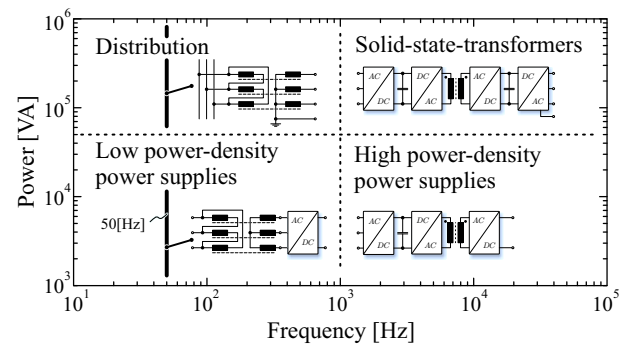 10^6
Distribution
Solid-state-transformers
AC
DC
DC
AC
AC
DC
DC
AC
10^5
Power [VA]
Low power-density
power supplies
High power-density
power supplies
10^4
50[Hz]
AC
DC
AC
DC
DC
AC
AC
DC
10^3
10^1
10^2
10^3
10^4
10^5
Frequency [Hz]